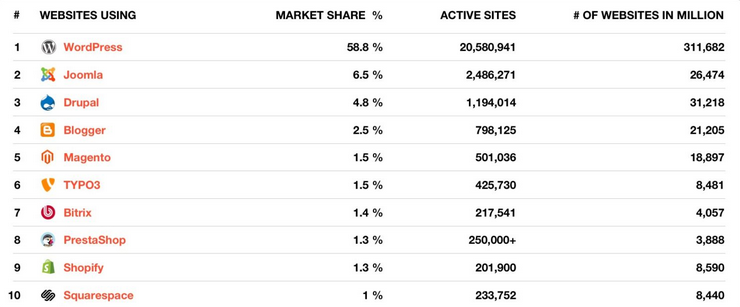 # WEBSITES USING MARKET SHARE % ACTIVE SITES # OF WEBSITES IN MILLION
1 WordPress 58.8 % 20,580,941 311,682
2 Joomla 6.5 % 2,486,271 26,474
3 Drupal 4.8 % 1,194,014 31,218
4 Blogger 2.5 % 798,125 21,205
5 Magento 1.5 % 501,036 18,897
6 TYPO3 1.5 % 425,730 8,481
7 Bitrix 1.4 % 217,541 4,057
8 PrestaShop 1.3 % 250,000+ 3,888
9 Shopify 1.3 % 201,900 8,590
10 Squarespace 1 % 233,752 8,440